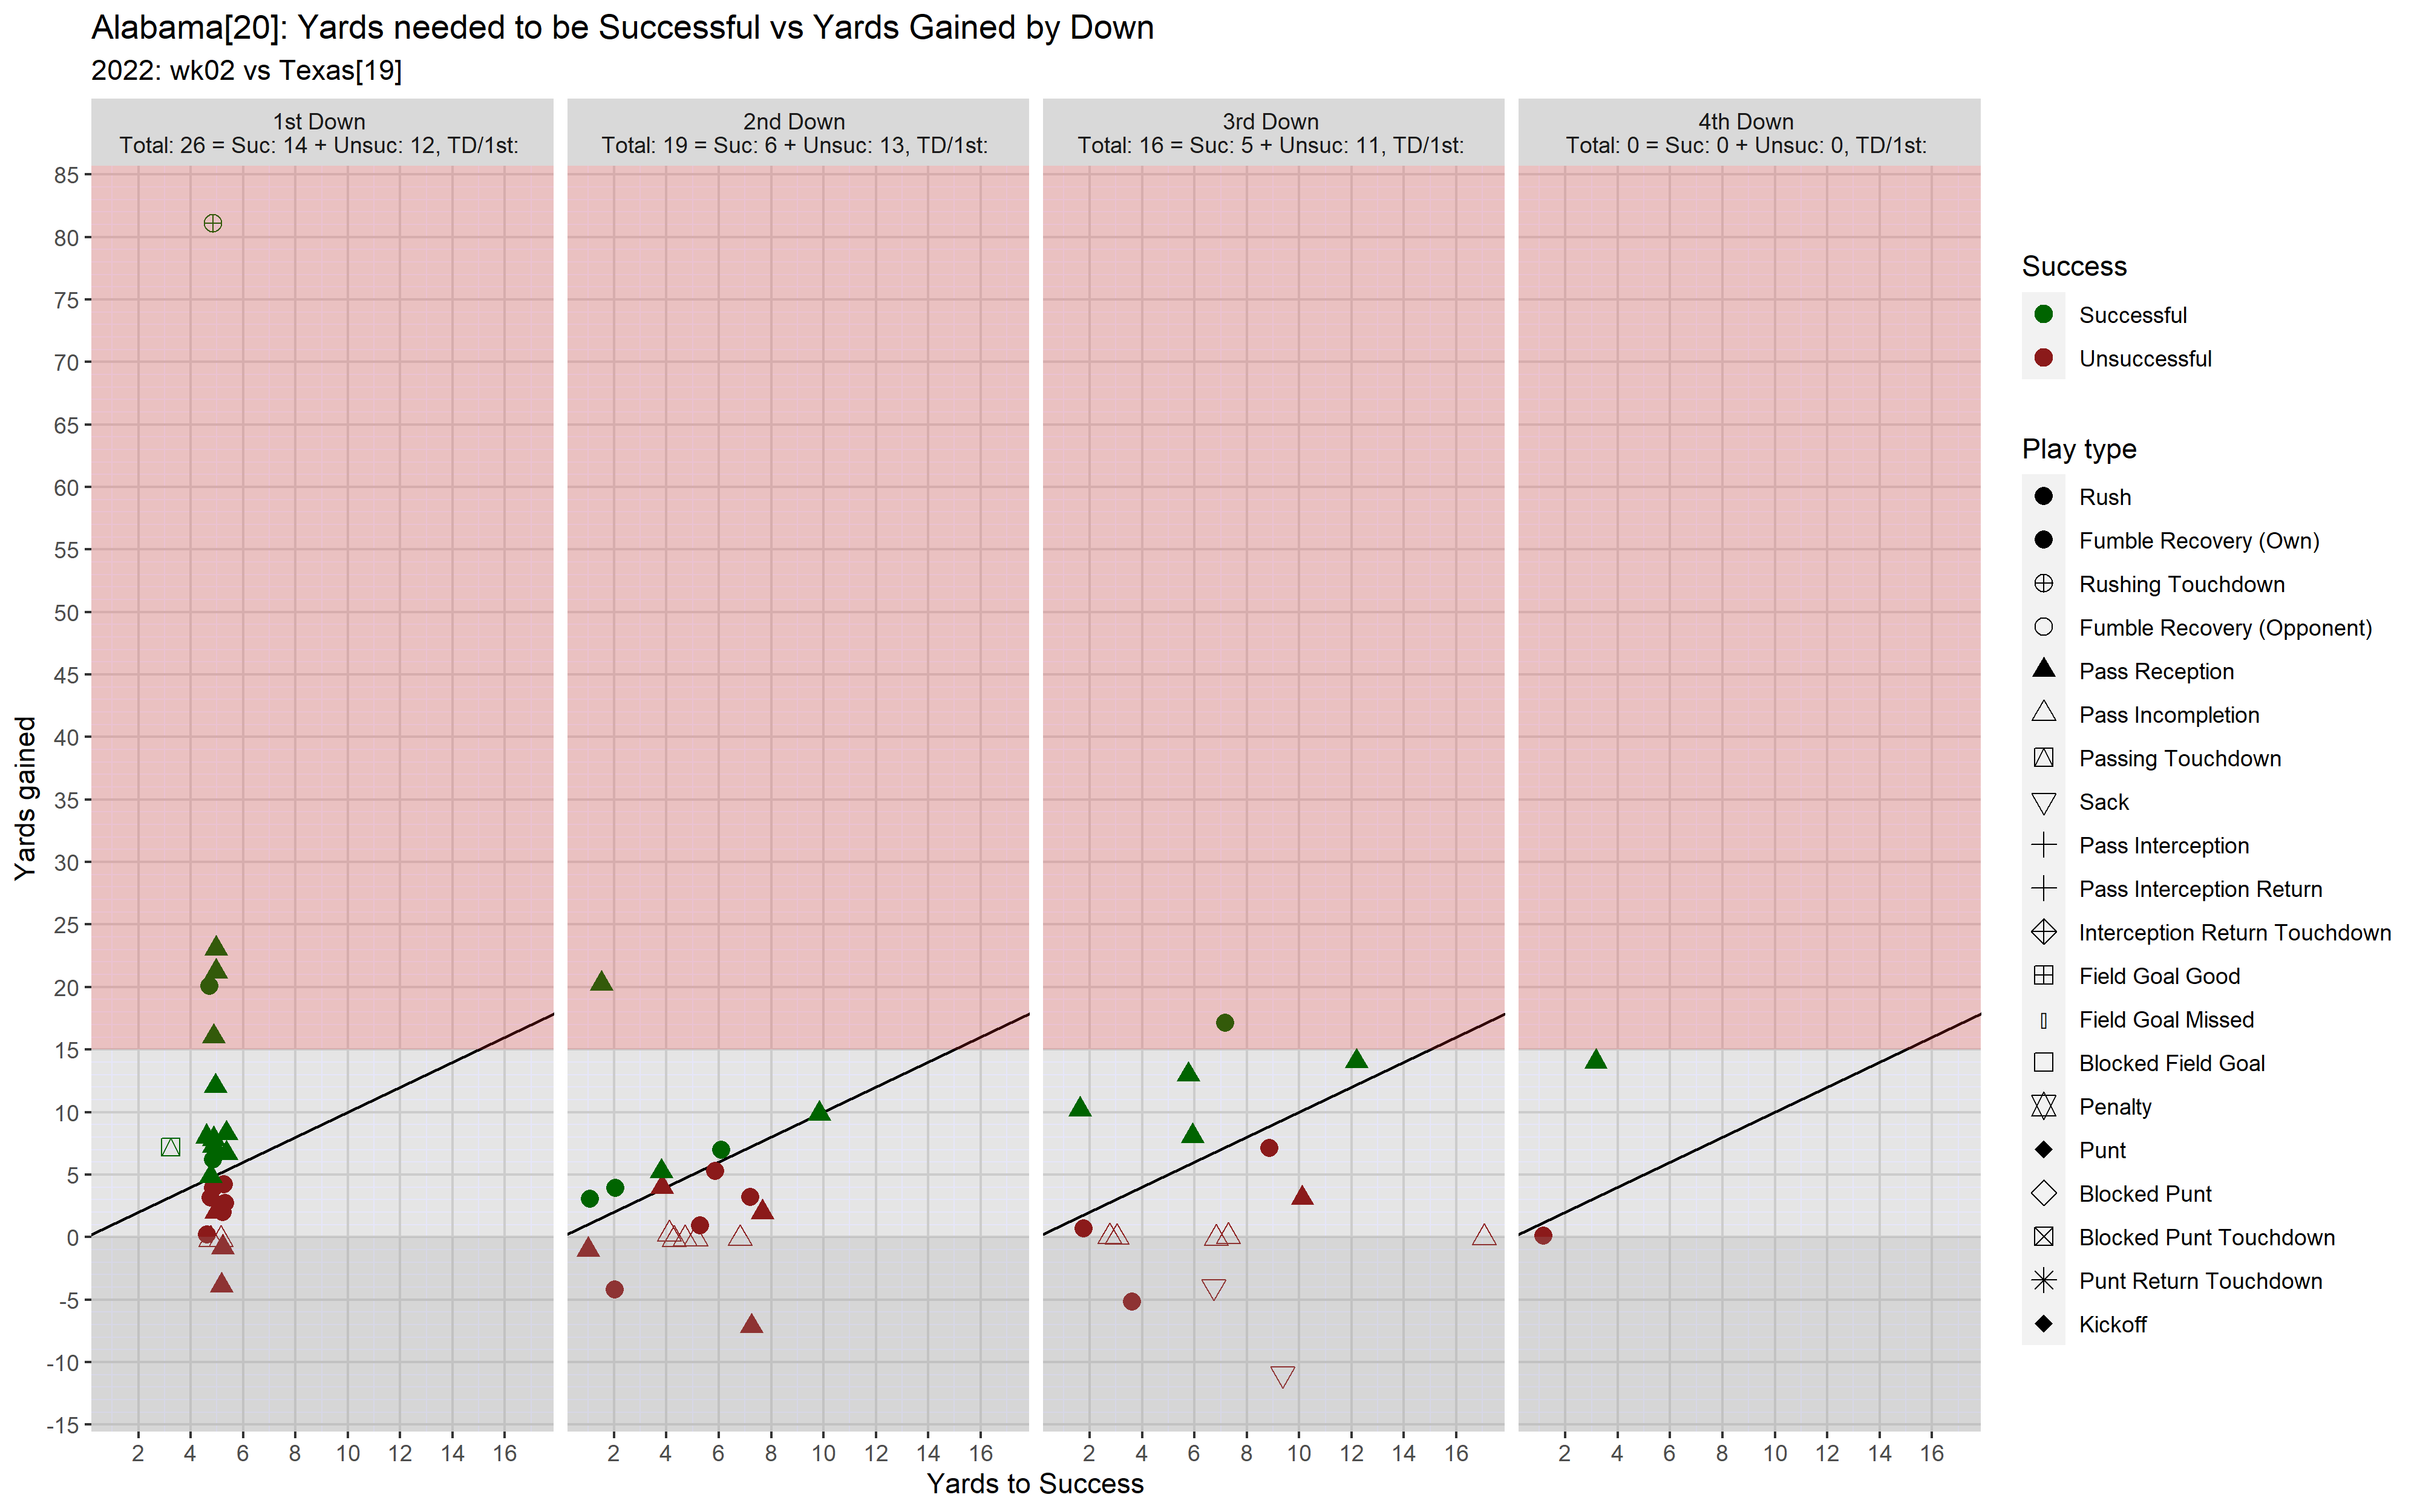 Alabama[20]: Yards needed to be Successful vs Yards Gained by Down
2022: wk02 vs Texas[19]
1st Down
Total: 26 = Suc: 14 + Unsuc: 12, TD/1st:
2nd Down
Total: 19 = Suc: 6 + Unsuc: 13, TD/1st:
3rd Down
Total: 16 = Suc: 5 + Unsuc: 11, TD/1st:
4th Down
Total: 0 = Suc: 0 + Unsuc: 0, TD/1st:
Yards gained
85
80
75
70
65
60
55
50
45
40
35
30
25
20
15
10
5
0
-5
-10
-15
2 4 6 8 10 12 14 16
2 4 6 8 10 12 14 16
2 4 6 8 10 12 14 16
2 4 6 8 10 12 14 16
Yards to Success
Success
Successful
Unsuccessful
Play type
Rush
Fumble Recovery (Own)
Rushing Touchdown
Fumble Recovery (Opponent)
Pass Reception
Pass Incompletion
Passing Touchdown
Sack
Pass Interception
Pass Interception Return
Interception Return Touchdown
Field Goal Good
Field Goal Missed
Blocked Field Goal
Penalty
Punt
Blocked Punt
Blocked Punt Touchdown
Punt Return Touchdown
Kickoff